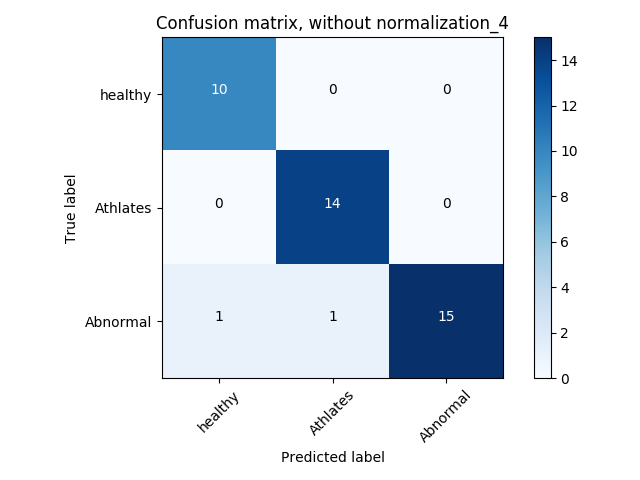 Confusion matrix, without normalization_4
True label
healthy
Athlates
Abnormal
10 0 0
0 14 0
1 1 15
healthy Athlates Abnormal
Predicted label
14
12
10
8
6
4
2
0